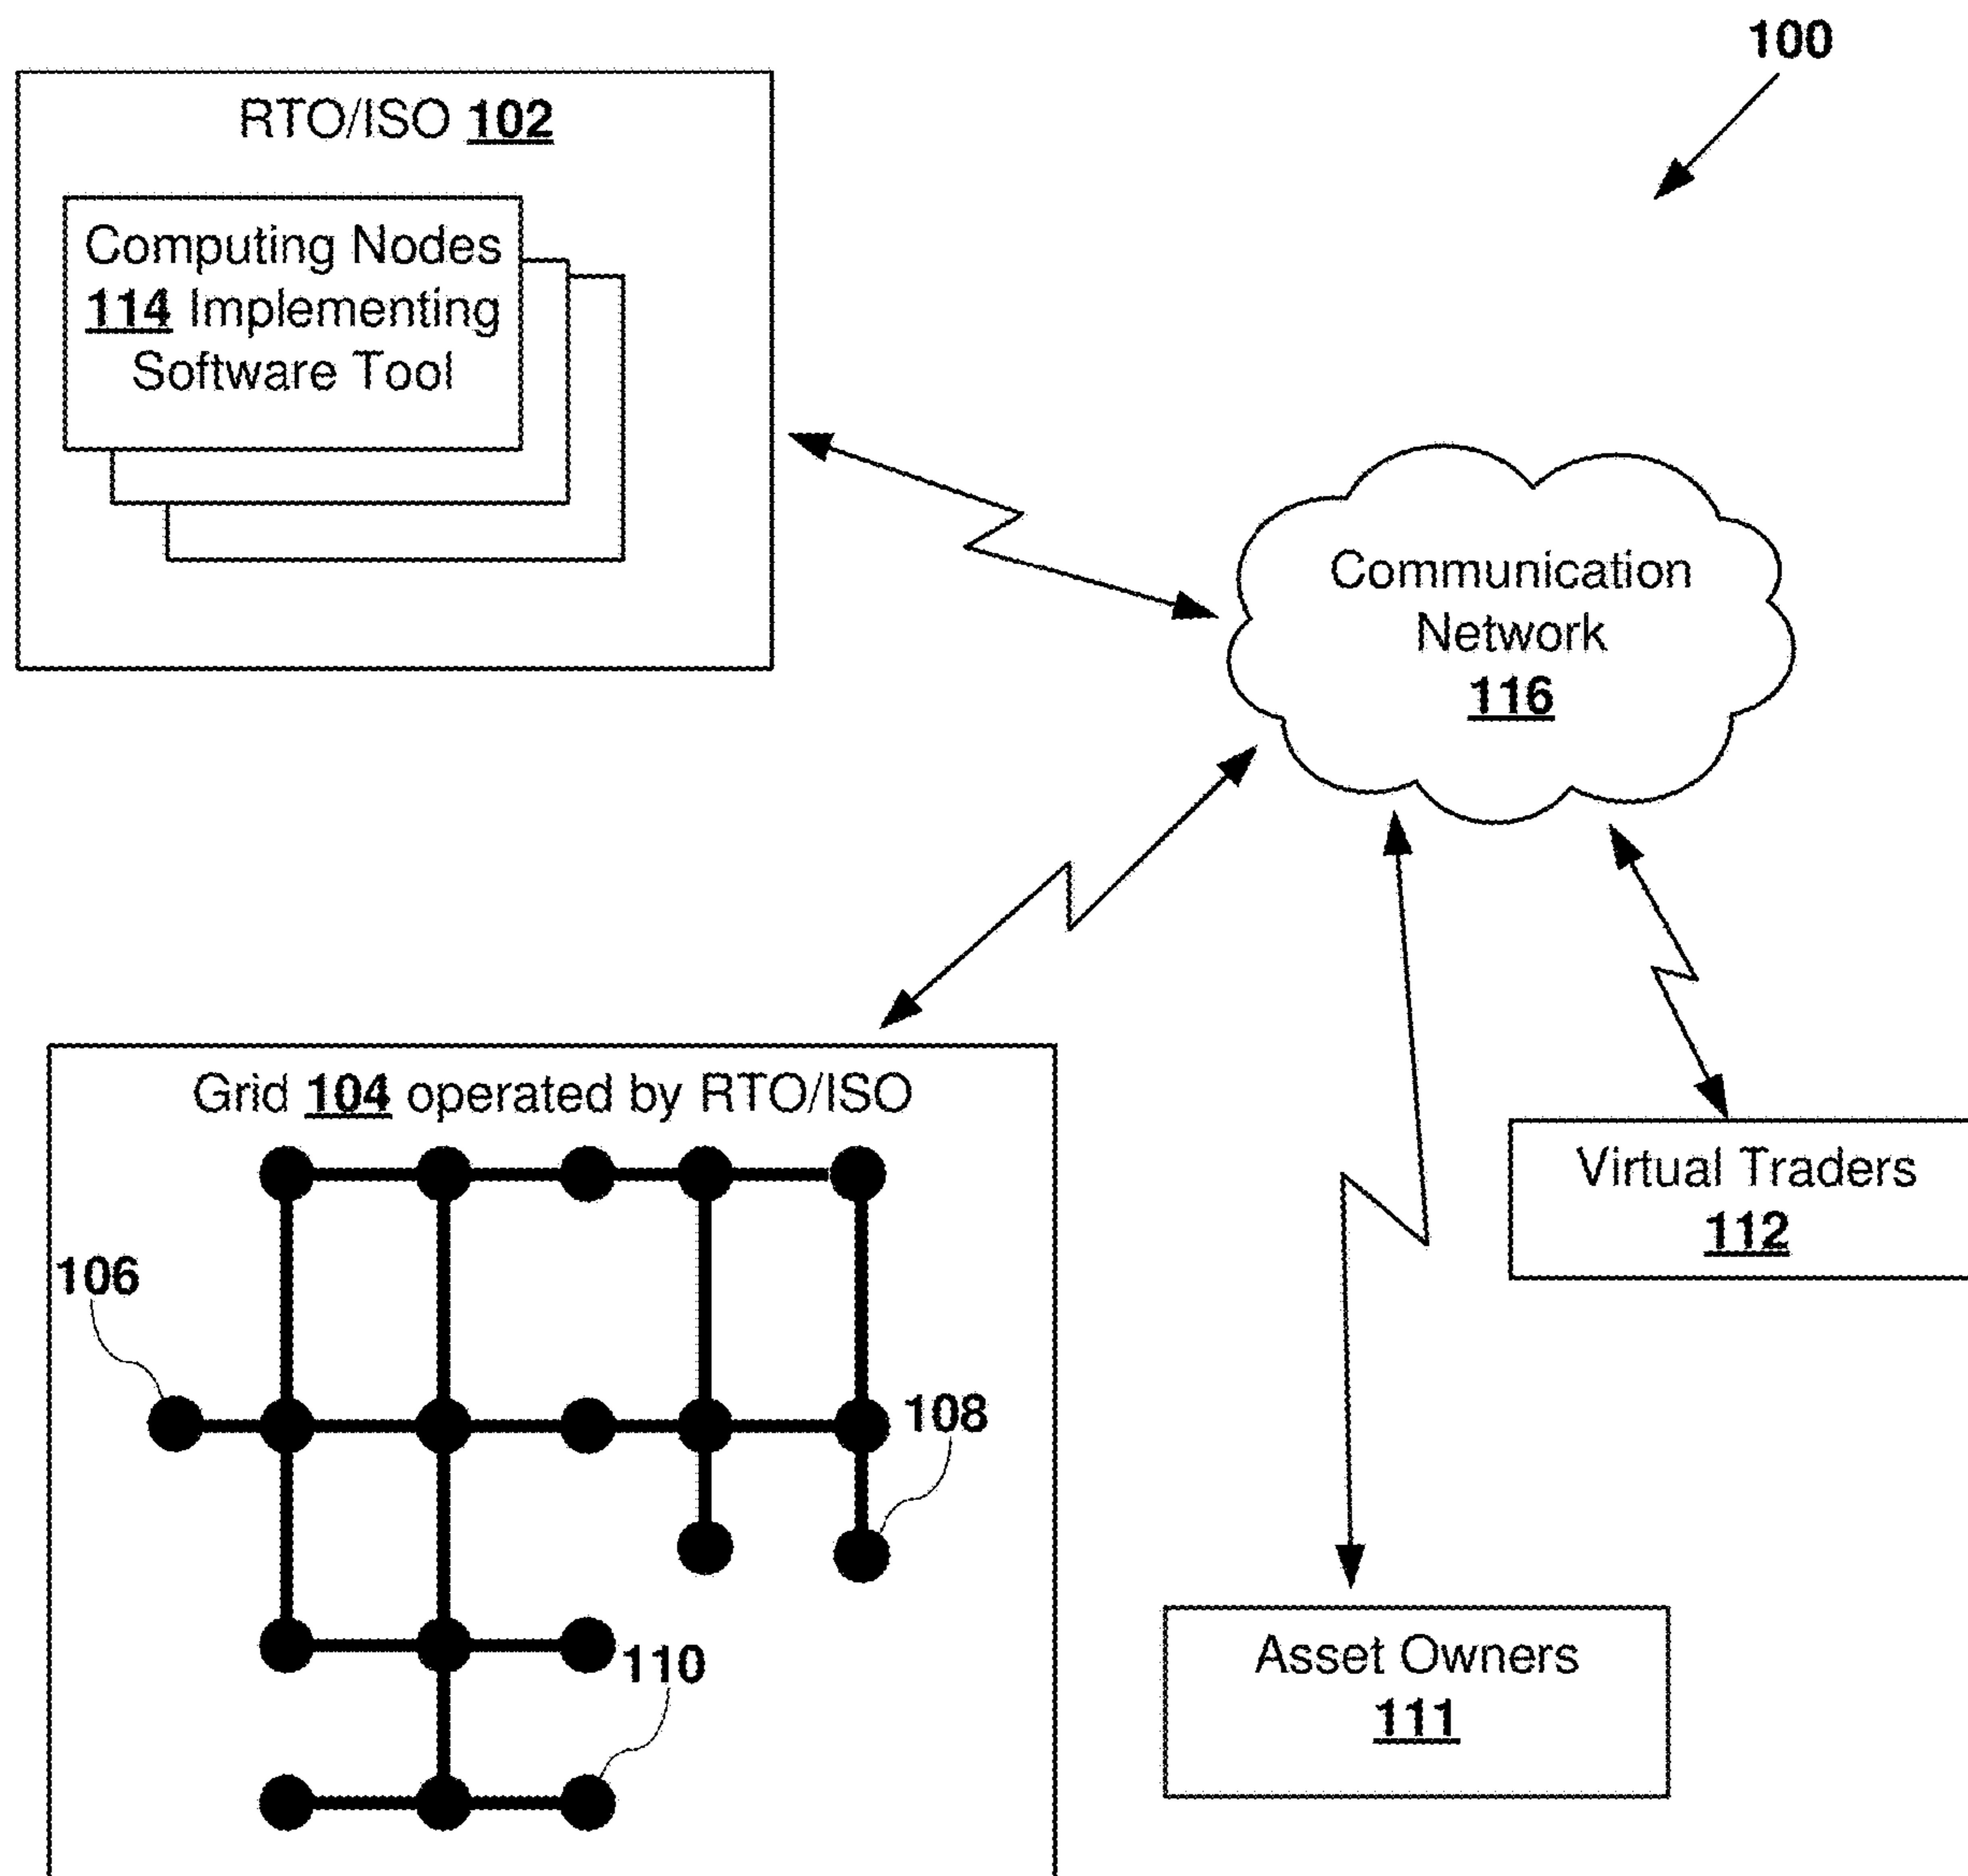 100
RTO/ISO 102
Computing Nodes
114 Implementing
Software Tool
Communication
Network
116
Grid 104 operated by RTO/ISO
Virtual Traders
112
106
108
110
Asset Owners
111